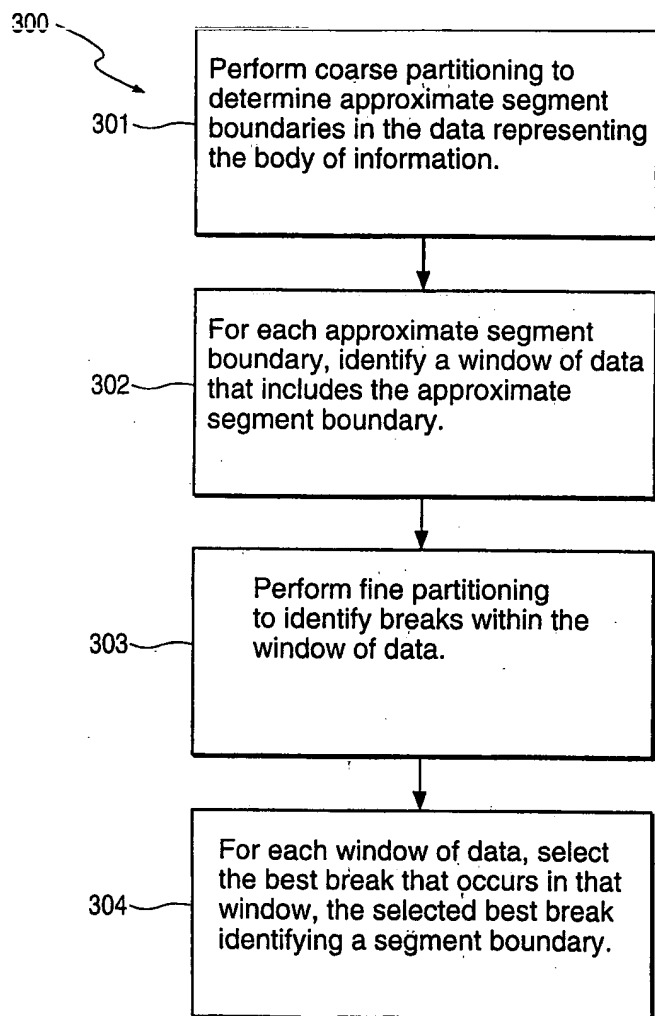 300
301
Perform coarse partitioning to
determine approximate segment
boundaries in the data representing
the body of information.
302
For each approximate segment
boundary, identify a window of data
that includes the approximate
segment boundary.
303
Perform fine partitioning
to identify breaks within the
window of data.
304
For each window of data, select
the best break that occurs in that
window, the selected best break
identifying a segment boundary.